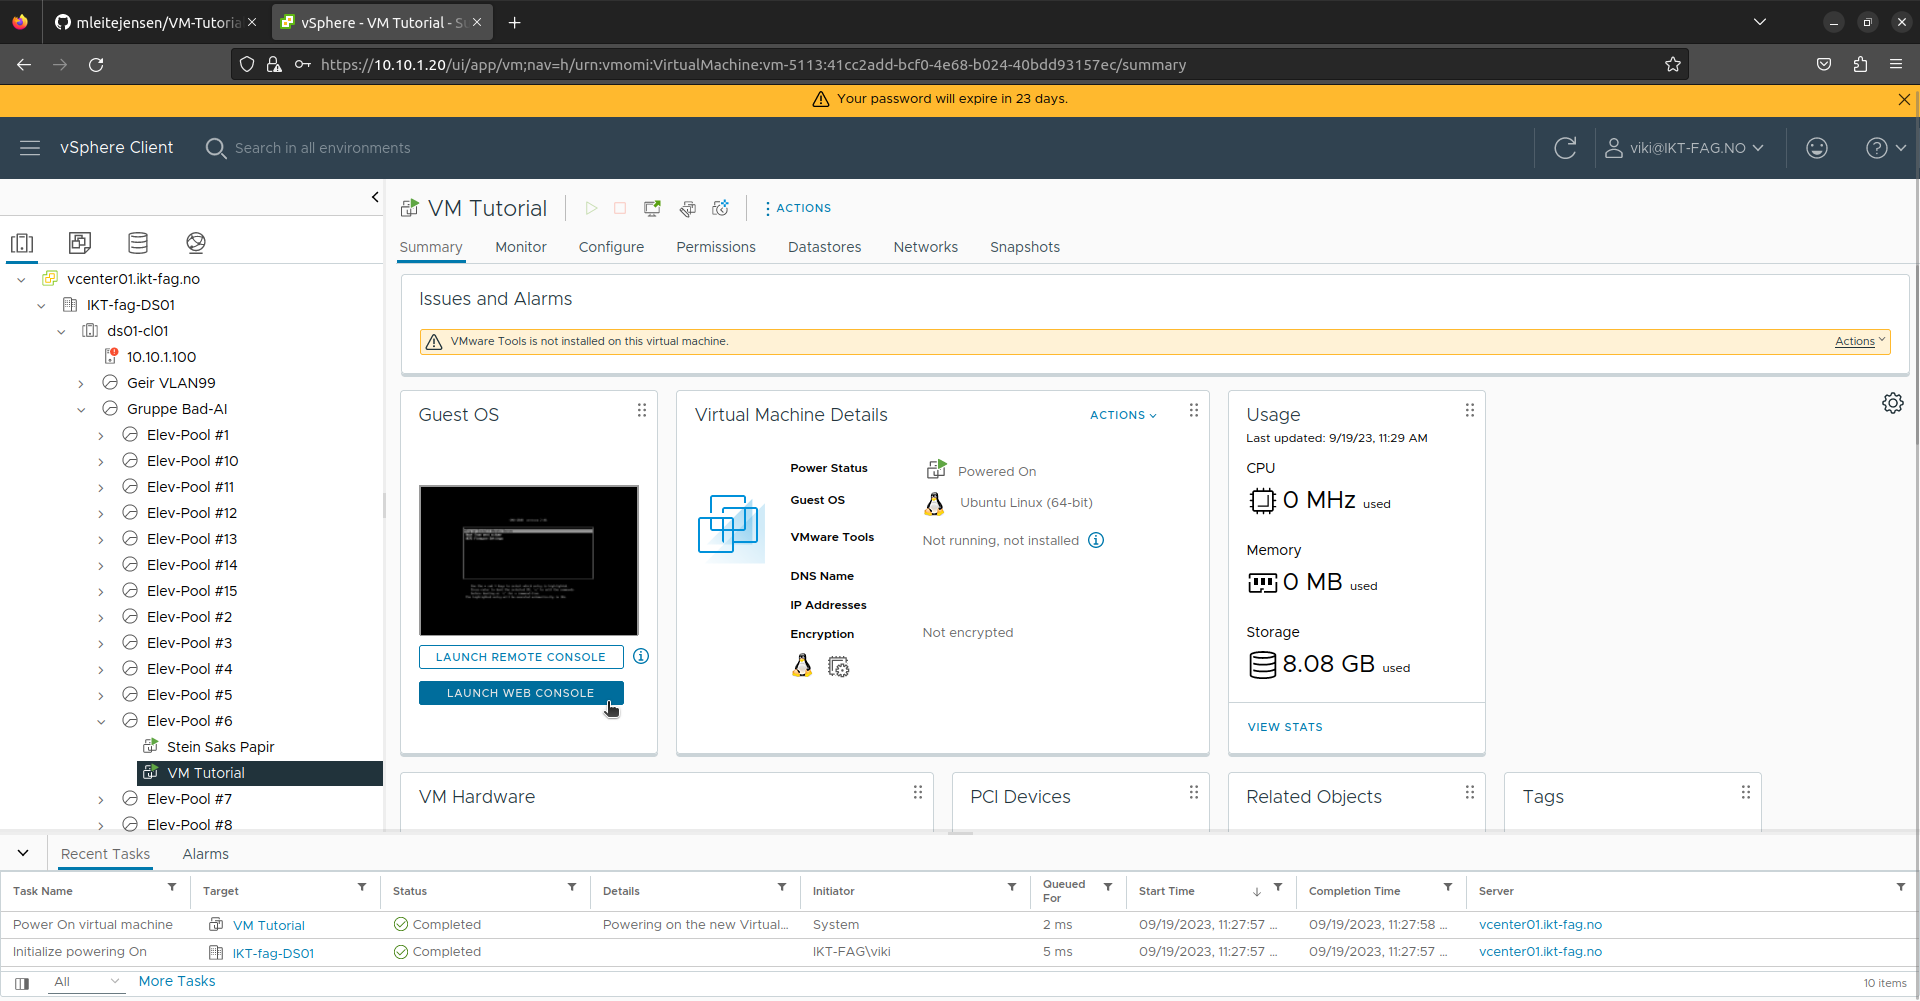 mleitejensen/VM-Tutoria
vSphere - VM Tutorial - Su
https://10.10.1.20/ui/app/vm;nav=h/urn:vmomi:VirtualMachine:vm-5113:41cc2add-bcf0-4e68-b024-40bdd93157ec/summary
Your password will expire in 23 days.
vSphere Client
Search in all environments
viki@IKT-FAG.NO
vcenter01.ikt-fag.no
IKT-fag-DS01
ds01-cl01
10.10.1.100
Geir VLAN99
Gruppe Bad-AI
Elev-Pool #1
Elev-Pool #10
Elev-Pool #11
Elev-Pool #12
Elev-Pool #13
Elev-Pool #14
Elev-Pool #15
Elev-Pool #2
Elev-Pool #3
Elev-Pool #4
Elev-Pool #5
Elev-Pool #6
Stein Saks Papir
VM Tutorial
Elev-Pool #7
Elev-Pool #8
VM Tutorial
ACTIONS
Summary Monitor Configure Permissions Datastores Networks Snapshots
Issues and Alarms
VMware Tools is not installed on this virtual machine.
Actions
Guest OS
LAUNCH REMOTE CONSOLE
LAUNCH WEB CONSOLE
Virtual Machine Details
ACTIONS
Power Status Powered On
Guest OS Ubuntu Linux (64-bit)
VMware Tools Not running, not installed
DNS Name
IP Addresses
Encryption Not encrypted
Usage
Last updated: 9/19/23, 11:29 AM
CPU
0 MHz used
Memory
0 MB used
Storage
8.08 GB used
VIEW STATS
VM Hardware
PCI Devices
Related Objects
Tags
Recent Tasks Alarms
Task Name Target Status Details Initiator Queued For Start Time Completion Time Server
Power On virtual machine VM Tutorial Completed Powering on the new Virtual... System 2 ms 09/19/2023, 11:27:57 ... 09/19/2023, 11:27:58 ... vcenter01.ikt-fag.no
Initialize powering On IKT-fag-DS01 Completed IKT-FAG\viki 5 ms 09/19/2023, 11:27:57 ... 09/19/2023, 11:27:57 ... vcenter01.ikt-fag.no
All More Tasks
10 items